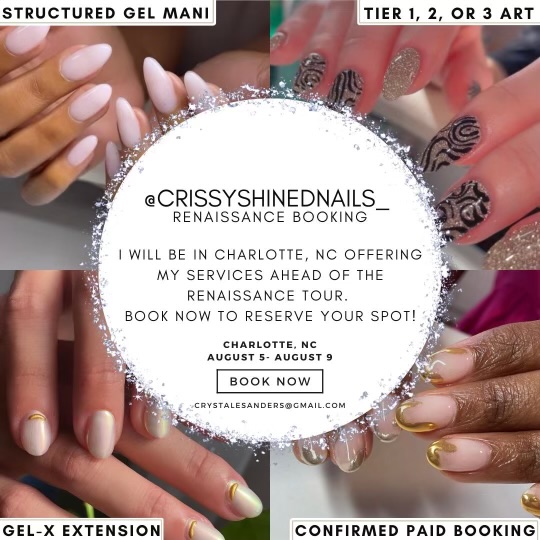 STRUCTURED GEL MANI
TIER 1, 2, OR 3 ART
@CRISSYSHINEDNAILS_
RENAISSANCE BOOKING
I WILL BE IN CHARLOTTE, NC OFFERING
MY SERVICES AHEAD OF THE
RENAISSANCE TOUR.
BOOK NOW TO RESERVE YOUR SPOT!
CHARLOTTE, NC
AUGUST 5- AUGUST 9
BOOK NOW
CRYSTALESANDERS@GMAIL.COM
GEL-X EXTENSION
CONFIRMED PAID BOOKING